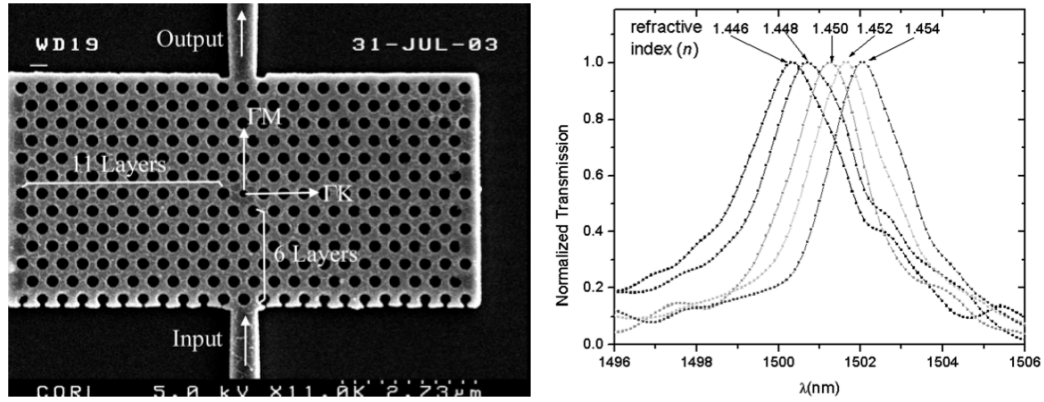 WD19
Output
31-JUL-03
ΓM
11 Layers
ΓK
6 Layers
Input
CORL 5.0 kV X11.0K 2.73μm
refractive index (n)
1.446 1.448 1.450 1.452 1.454
1.0
0.8
0.6
0.4
0.2
0.0
Normalized Transmission
1496 1498 1500 1502 1504 1506
λ(nm)